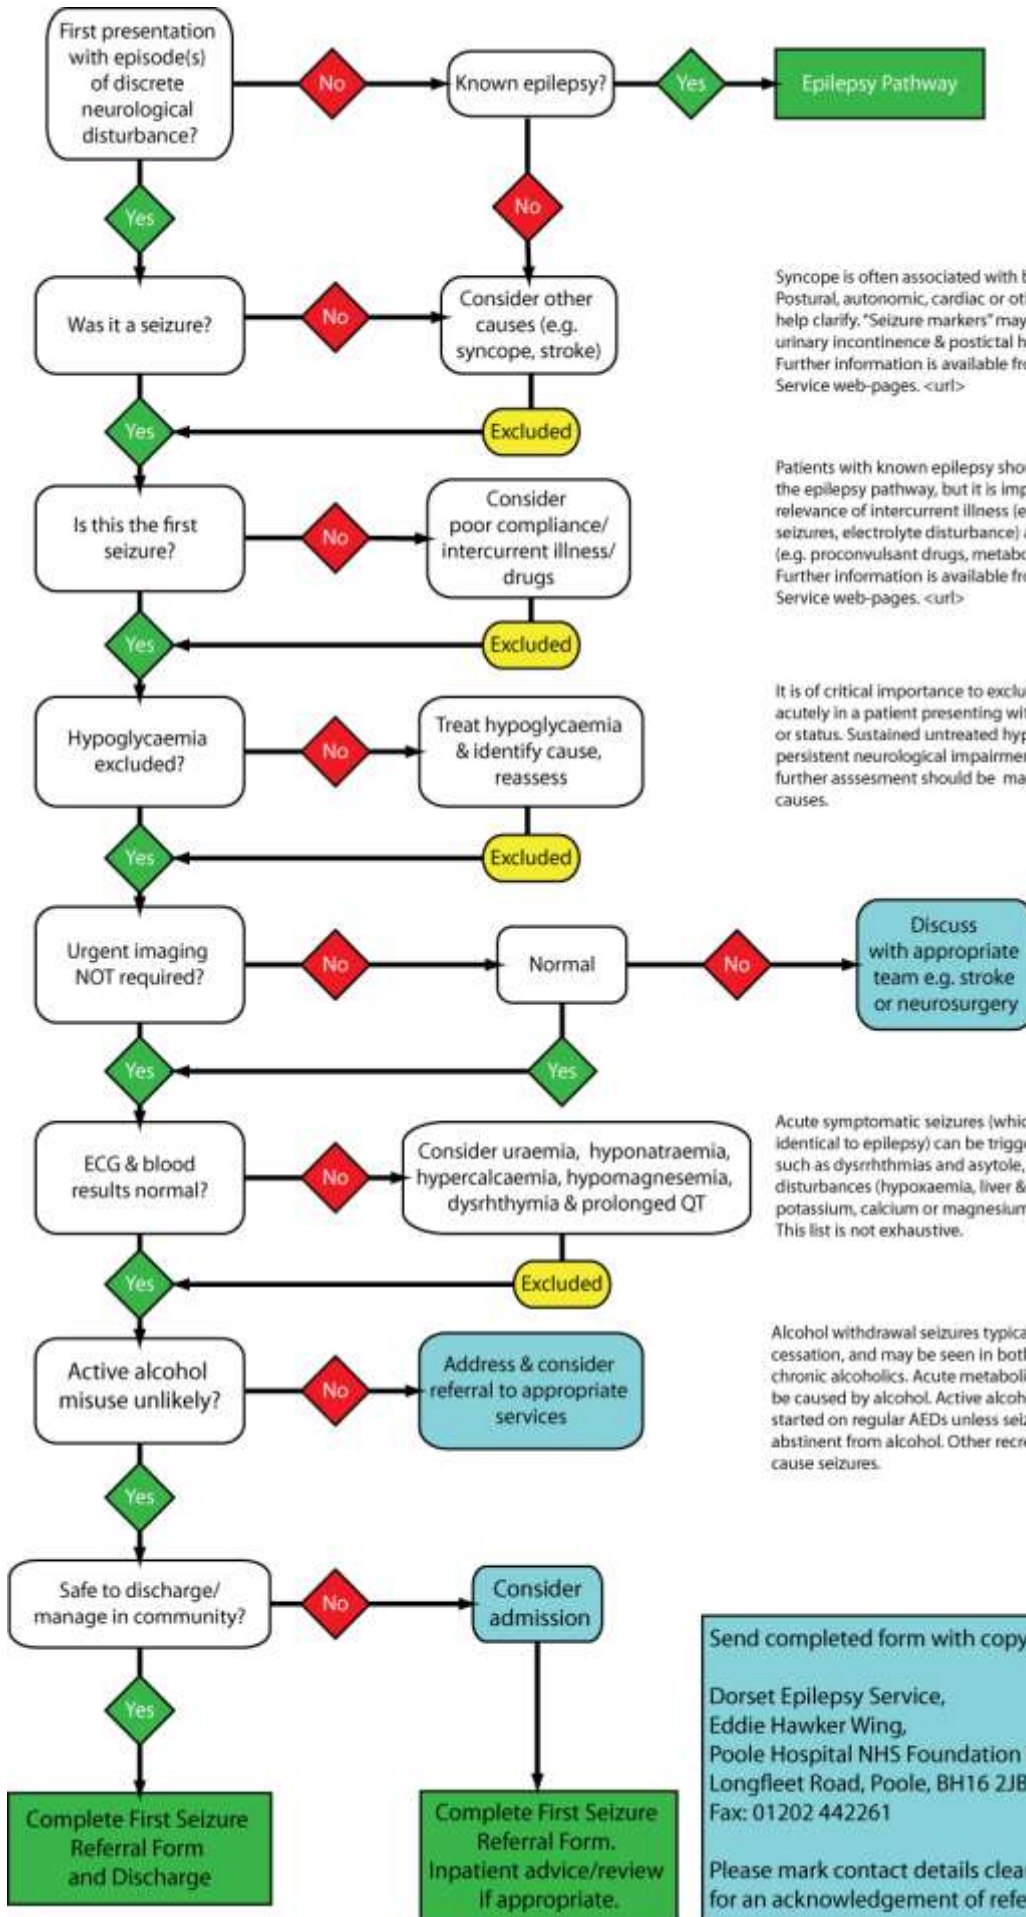 First presentation
with episode(s)
of discrete
neurological
disturbance?
No
Known epilepsy?
Yes
Epilepsy Pathway
Yes
No
Was it a seizure?
No
Consider other
causes (e.g.
syncope, stroke)
Syncope is often associated with
Postural, autonomic, cardiac or
help clarify. "Seizure markers" may
urinary incontinence & postictal
Further information is available
Service web-pages. <url>
Yes
Excluded
Is this the first
seizure?
No
Consider
poor compliance/
intercurrent illness/
drugs
Patients with known epilepsy
the epilepsy pathway, but it is
relevance of intercurrent illness
seizures, electrolyte disturbance)
(e.g. proconvulsant drugs,
Further information is available
Service web-pages. <url>
Yes
Excluded
Hypoglycaemia
excluded?
No
Treat hypoglycaemia
& identify cause,
reassess
It is of critical importance to
acutely in a patient presenting
or status. Sustained untreated
persistent neurological
further asssesment should be
causes.
Yes
Excluded
Urgent imaging
NOT required?
No
Normal
No
Discuss
with appropriate
team e.g. stroke
or neurosurgery
Yes
Yes
ECG & blood
results normal?
No
Consider uraemia, hyponatraemia,
hypercalcaemia, hypomagnesemia,
dysrhthymia & prolonged QT
Acute symptomatic seizures
identical to epilepsy) can be
such as dysrrhthmias and asytole,
disturbances (hypoxaemia, liver &
potassium, calcium or magnesium
This list is not exhaustive.
Yes
Excluded
Active alcohol
misuse unlikely?
No
Address & consider
referral to appropriate
services
Alcohol withdrawal seizures
cessation, and may be seen in both
chronic alcoholics. Acute
be caused by alcohol. Active
started on regular AEDs unless
abstinent from alcohol. Other
cause seizures.
Yes
Safe to discharge/
manage in community?
No
Consider
admission
Yes
Complete First Seizure
Referral Form
and Discharge
Complete First Seizure
Referral Form.
Inpatient advice/review
if appropriate.
Send completed form with copy
Dorset Epilepsy Service,
Eddie Hawker Wing,
Poole Hospital NHS Foundation
Longfleet Road, Poole, BH16 2JB
Fax: 01202 442261
Please mark contact details
for an acknowledgement of